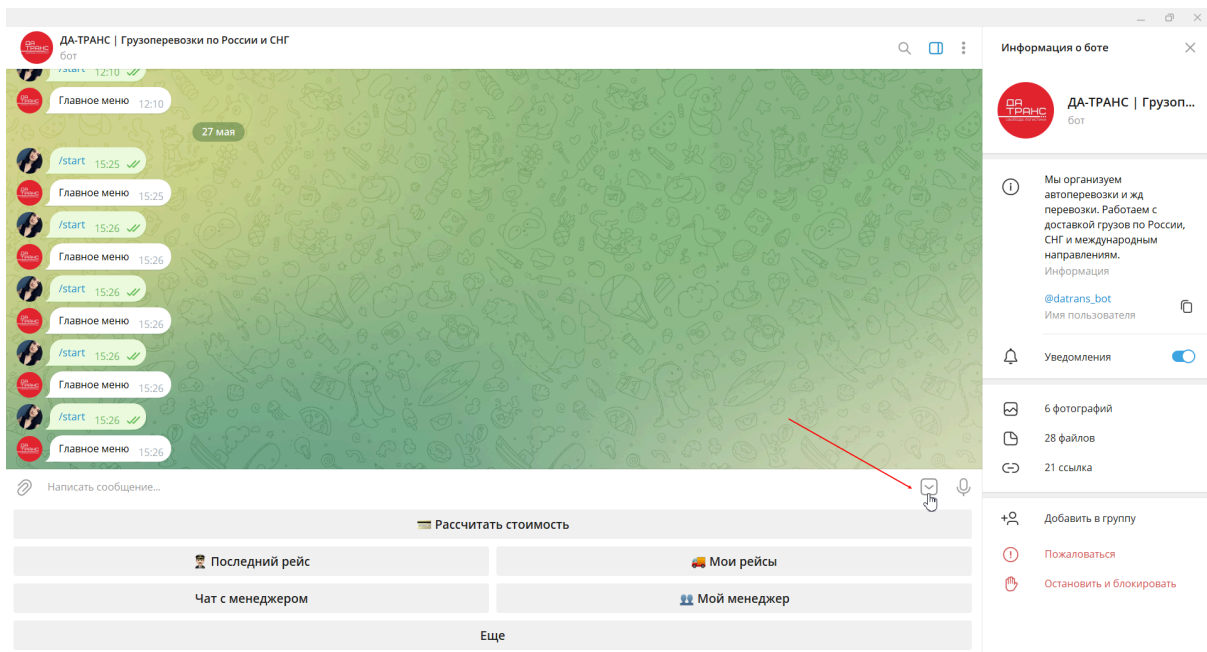 ДА-ТРАНС | Грузоперевозки по России и СНГ
бот
/start 12:10
Главное меню 12:10
27 мая
/start 15:25
Главное меню 15:25
/start 15:26
Главное меню 15:26
/start 15:26
Главное меню 15:26
/start 15:26
Главное меню 15:26
/start 15:26
Главное меню 15:26
Написать сообщение...
Рассчитать стоимость
Последний рейс
Мои рейсы
Чат с менеджером
Мой менеджер
Еще
Информация о боте
ДА
ТРАНС
ДА-ТРАНС | Грузоп...
бот
Мы организуем
автоперевозки и жд
перевозки. Работаем с
доставкой грузов по России,
СНГ и международным
направлениям.
Информация
@datrans_bot
Имя пользователя
Уведомления
6 фотографий
28 файлов
21 ссылка
Добавить в группу
Пожаловаться
Остановить и блокировать